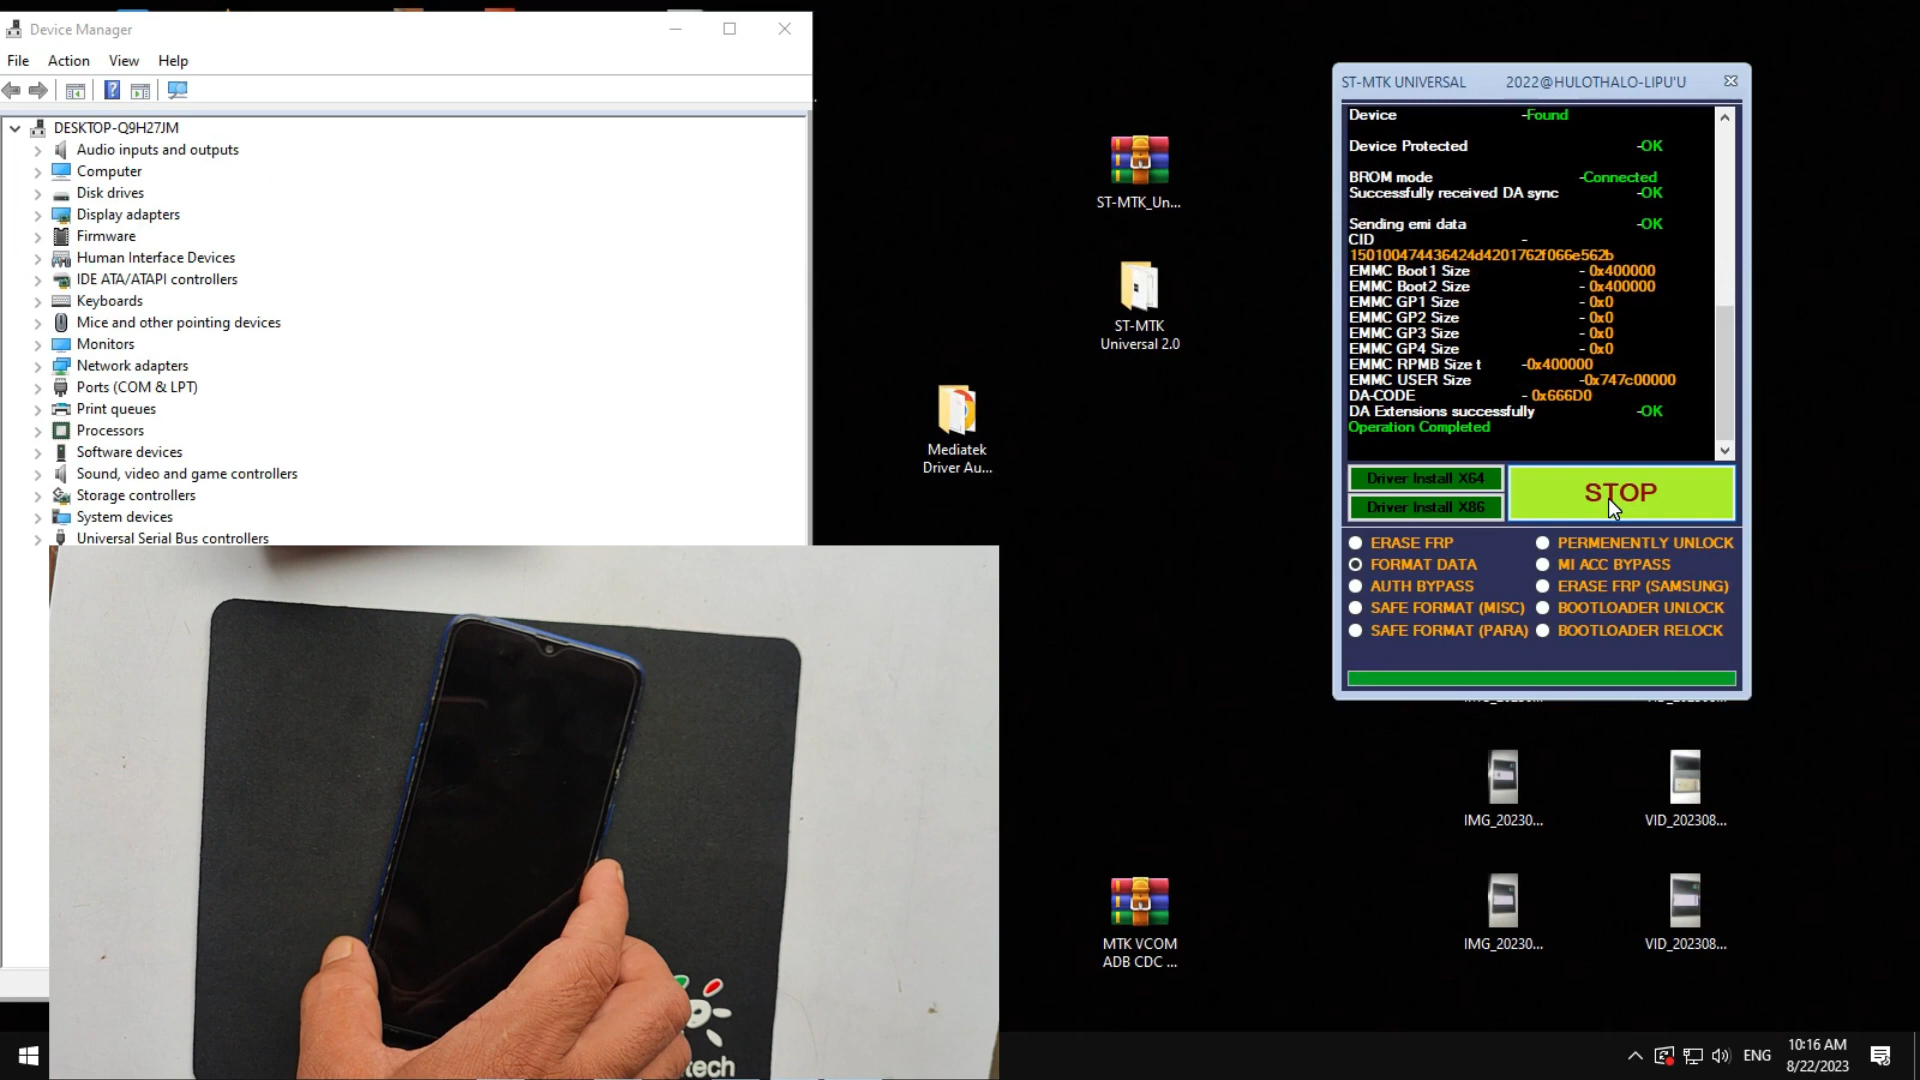 Device Manager
File Action View Help
DESKTOP-Q9H27JM
Audio inputs and outputs
Computer
Disk drives
Display adapters
Firmware
Human Interface Devices
IDE ATA/ATAPI controllers
Keyboards
Mice and other pointing devices
Monitors
Network adapters
Ports (COM & LPT)
Print queues
Processors
Software devices
Sound, video and game controllers
Storage controllers
System devices
Universal Serial Bus controllers
tech
ST-MTK_Un...
ST-MTK
Universal 2.0
Mediatek
Driver Au...
MTK VCOM
ADB CDC ...
ST-MTK UNIVERSAL 2022@HULOTHALO-LIPU'U
Device -Found
Device Protected -OK
BROM mode -Connected
Successfully received DA sync -OK
Sending emi data -OK
CID -
150100474436424d4201762f066e562b
EMMC Boot1 Size - 0x400000
EMMC Boot2 Size - 0x400000
EMMC GP1 Size - 0x0
EMMC GP2 Size - 0x0
EMMC GP3 Size - 0x0
EMMC GP4 Size - 0x0
EMMC RPMB Size t -0x400000
EMMC USER Size -0x747c00000
DA-CODE - 0x666D0
DA Extensions successfully -OK
Operation Completed
Driver Install X64
Driver Install X86
STOP
ERASE FRP PERMENENTLY UNLOCK
FORMAT DATA MI ACC BYPASS
AUTH BYPASS ERASE FRP (SAMSUNG)
SAFE FORMAT (MISC) BOOTLOADER UNLOCK
SAFE FORMAT (PARA) BOOTLOADER RELOCK
IMG_20230... VID_202308...
IMG_20230... VID_202308...
ENG
10:16 AM
8/22/2023